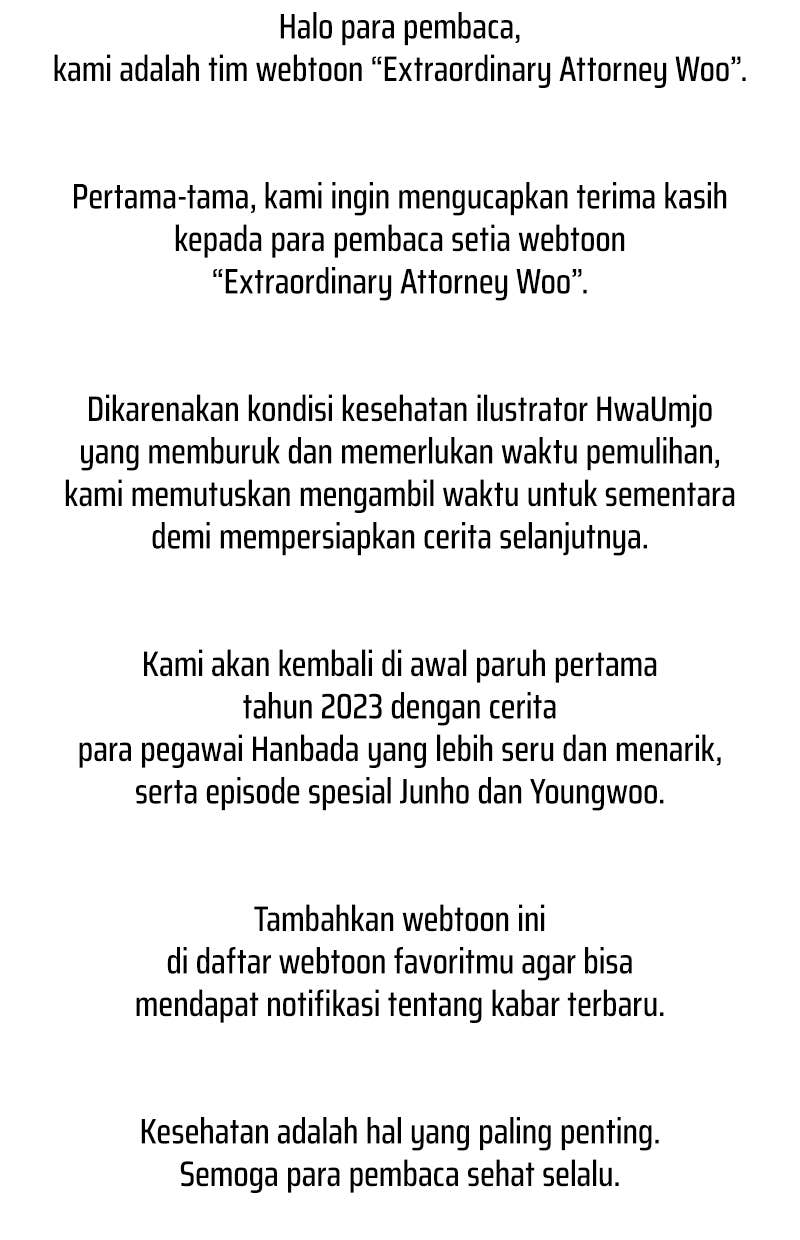 Halo para pembaca,
kami adalah tim webtoon “Extraordinary Attorney Woo”.
Pertama-tama, kami ingin mengucapkan terima kasih
kepada para pembaca setia webtoon
“Extraordinary Attorney Woo”.
Dikarenakan kondisi kesehatan ilustrator HwaUmjo
yang memburuk dan memerlukan waktu pemulihan,
kami memutuskan mengambil waktu untuk sementara
demi mempersiapkan cerita selanjutnya.
Kami akan kembali di awal paruh pertama
tahun 2023 dengan cerita
para pegawai Hanbada yang lebih seru dan menarik,
serta episode spesial Junho dan Youngwoo.
Tambahkan webtoon ini
di daftar webtoon favoritmu agar bisa
mendapat notifikasi tentang kabar terbaru.
Kesehatan adalah hal yang paling penting.
Semoga para pembaca sehat selalu.